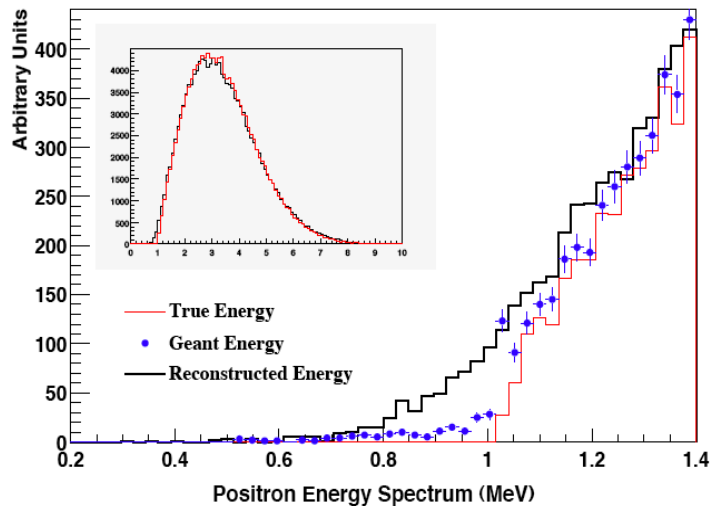 Arbitrary Units
400
350
300
250
200
150
100
50
0
4500
4000
3500
3000
2500
2000
1500
1000
500
0
0 1 2 3 4 5 6 7 8 9 10
True Energy
Geant Energy
Reconstructed Energy
0.2 0.4 0.6 0.8 1 1.2 1.4
Positron Energy Spectrum (MeV)